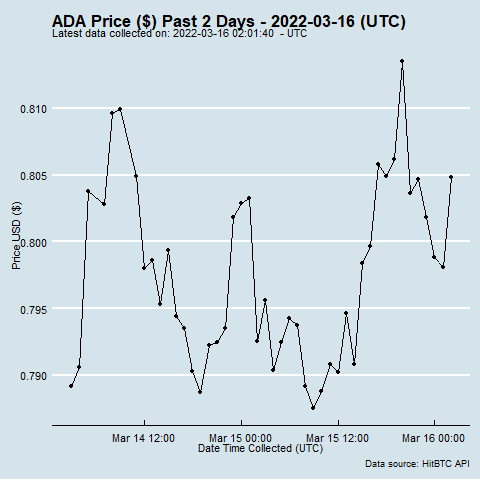 ADA Price ($) Past 2 Days - 2022-03-16 (UTC)
Latest data collected on: 2022-03-16 02:01:40  - UTC
0.810
0.805
0.800
0.795
0.790
Price USD ($)
Mar 14 12:00 Mar 15 00:00 Mar 15 12:00 Mar 16 00:00
Date Time Collected (UTC)
Data source: HitBTC API